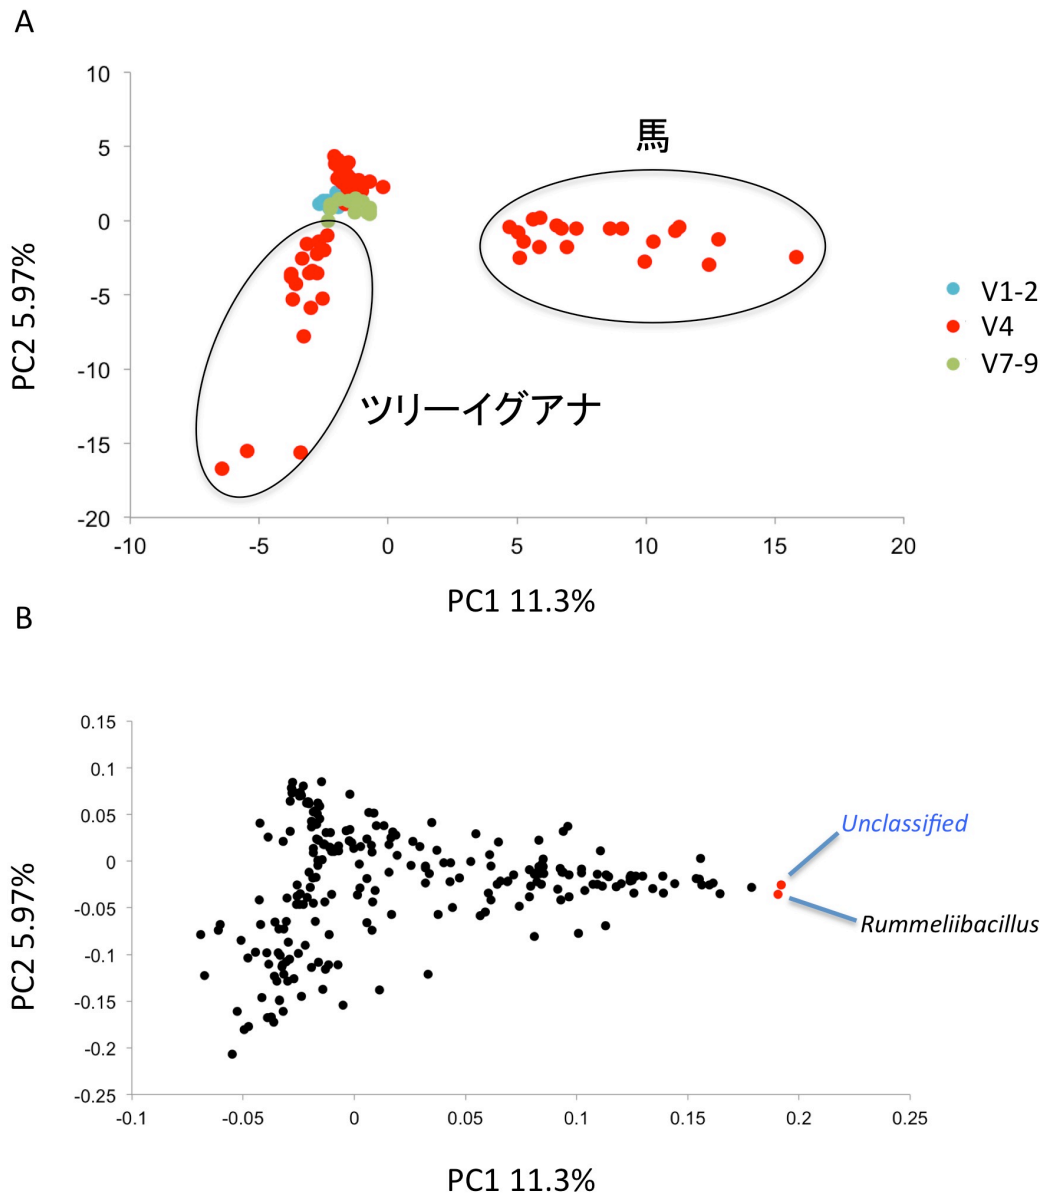 A
10
5
0
-5
-10
-15
-20
-10
-5
0
5
10
15
20
PC2 5.97%
PC1 11.3%
馬
ツリーイグアナ
V1-2
V4
V7-9
B
0.15
0.1
0.05
0
-0.05
-0.1
-0.15
-0.2
-0.25
-0.1
-0.05
0
0.05
0.1
0.15
0.2
0.25
PC2 5.97%
PC1 11.3%
Unclassified
Rummeliibacillus